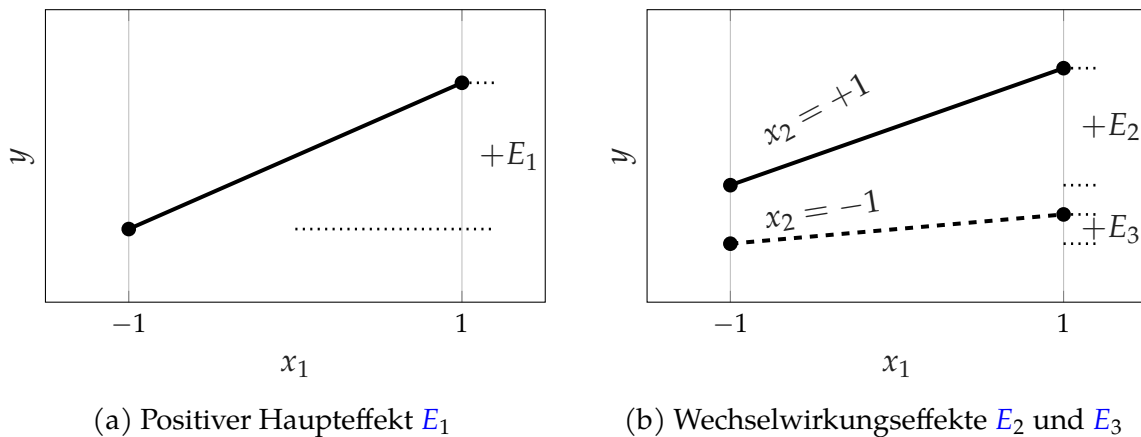 y
+E₁
−1
1
x₁
(a) Positiver Haupteffekt E₁
y
x₂ = +1
+E₂
x₂ = −1
+E₃
−1
1
x₁
(b) Wechselwirkungseffekte E₂ und E₃